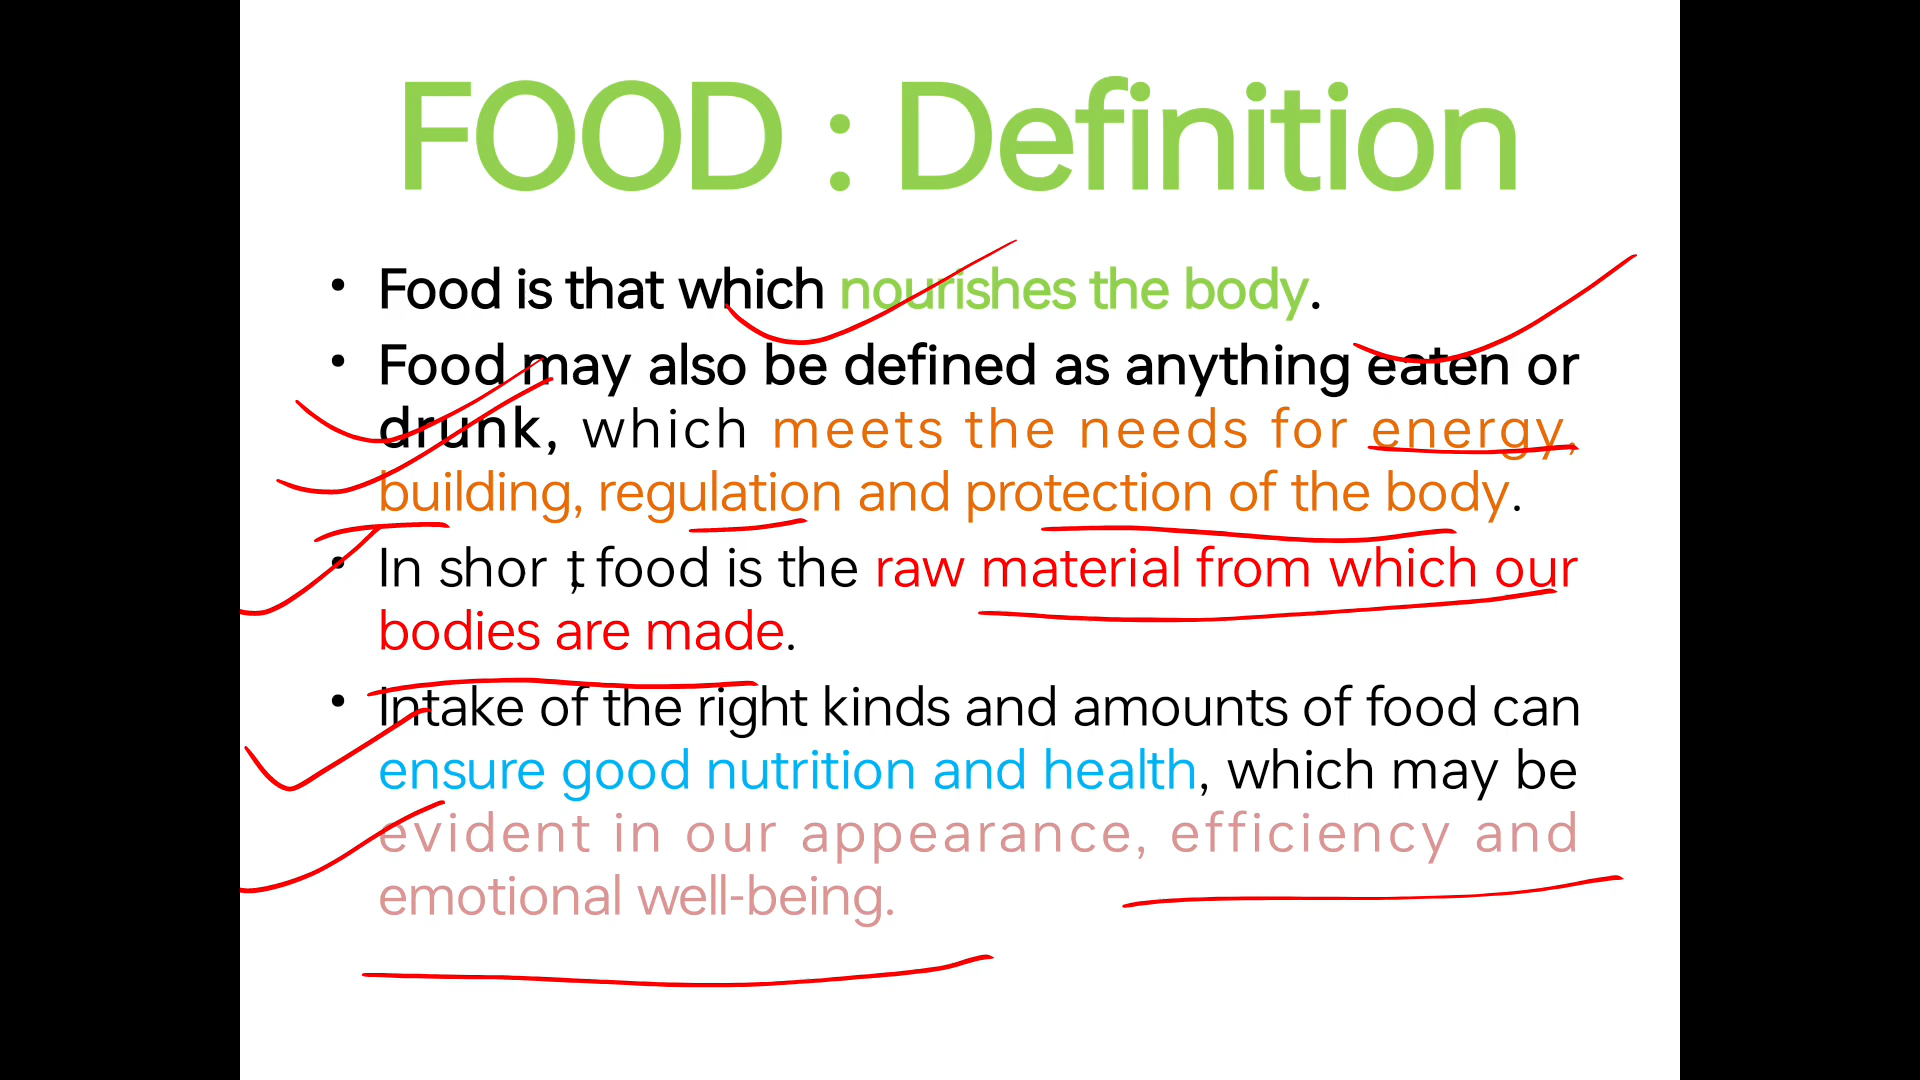 FOOD : Definition
• Food is that which nourishes the body.
• Food may also be defined as anything eaten or
drunk, which meets the needs for energy,
building, regulation and protection of the body.
• In shor t, food is the raw material from which our
bodies are made.
• Intake of the right kinds and amounts of food can
ensure good nutrition and health, which may be
evident in our appearance, efficiency and
emotional well-being.